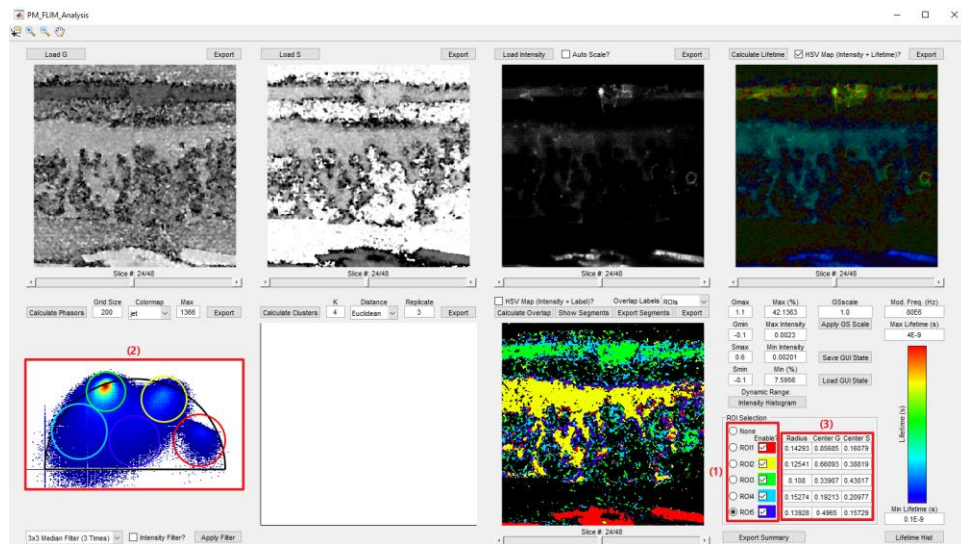 PM_FLIM_Analysis
Load G Export Load S Export Load Intensity Auto Scale? Export Calculate Lifetime HSV Map (Intensity + Lifetime)? Export
Slice #: 24/48 Slice #: 24/48 Slice #: 24/48 Slice #: 24/48
Grid Size Colormap Max
Calculate Phasors 200 jet 1366 Export
K Distance Replicate
Calculate Clusters 4 Euclidean 3 Export
HSV Map (Intensity + Label)? Overlap Labels ROIs
Calculate Overlap Show Segments Export Segments Export
Gmax Max (%) GSscale Mod. Freq. (Hz)
1.1 42.1363 1.0 80E6
Gmin Max Intensity Apply GS Scale Max Lifetime (s)
-0.1 0.0023 4E-9
Smax Min Intensity
0.6 0.00201 Save GUI State
Smin Min (%)
-0.1 7.5956 Load GUI State
Dynamic Range:
Intensity Histogram
Lifetime (s)
(2)
(1)
(3)
ROI Selection
None
Enable? Radius Center G Center S
ROI1 0.14293 0.85685 0.16079
ROI2 0.12541 0.66093 0.38819
ROI3 0.108 0.33907 0.43017
ROI4 0.15274 0.19213 0.20977
ROI5 0.13928 0.4965 0.15729
Min Lifetime (s)
0.1E-9
3x3 Median Filter (3 Times) Intensity Filter? Apply Filter
Slice #: 24/48
Export Summary Lifetime Hist